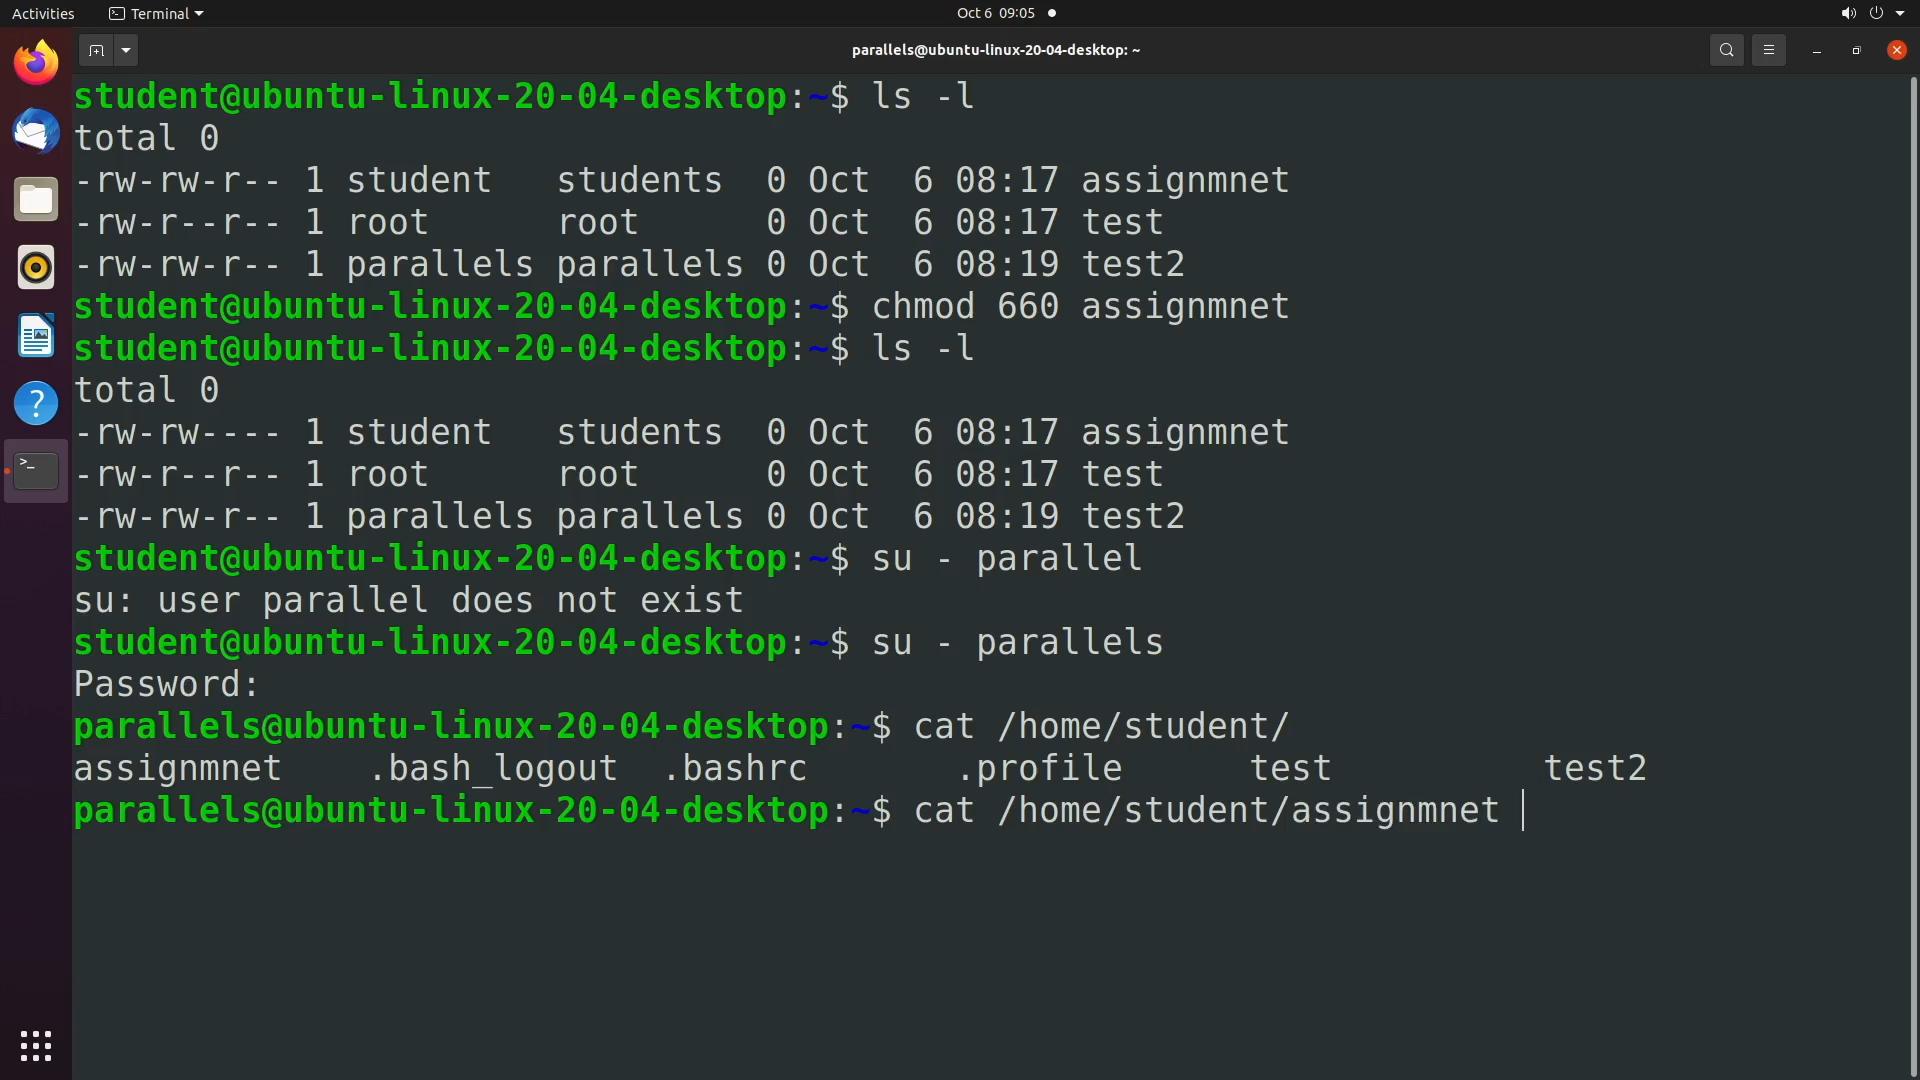 Activities Terminal Oct 6 09:05
parallels@ubuntu-linux-20-04-desktop: ~
student@ubuntu-linux-20-04-desktop:~$ ls -l
total 0
-rw-rw-r-- 1 student   students  0 Oct  6 08:17 assignmnet
-rw-r--r-- 1 root      root      0 Oct  6 08:17 test
-rw-rw-r-- 1 parallels parallels 0 Oct  6 08:19 test2
student@ubuntu-linux-20-04-desktop:~$ chmod 660 assignmnet
student@ubuntu-linux-20-04-desktop:~$ ls -l
total 0
-rw-rw---- 1 student   students  0 Oct  6 08:17 assignmnet
-rw-r--r-- 1 root      root      0 Oct  6 08:17 test
-rw-rw-r-- 1 parallels parallels 0 Oct  6 08:19 test2
student@ubuntu-linux-20-04-desktop:~$ su - parallel
su: user parallel does not exist
student@ubuntu-linux-20-04-desktop:~$ su - parallels
Password:
parallels@ubuntu-linux-20-04-desktop:~$ cat /home/student/
assignmnet    .bash_logout  .bashrc       .profile      test          test2
parallels@ubuntu-linux-20-04-desktop:~$ cat /home/student/assignmnet